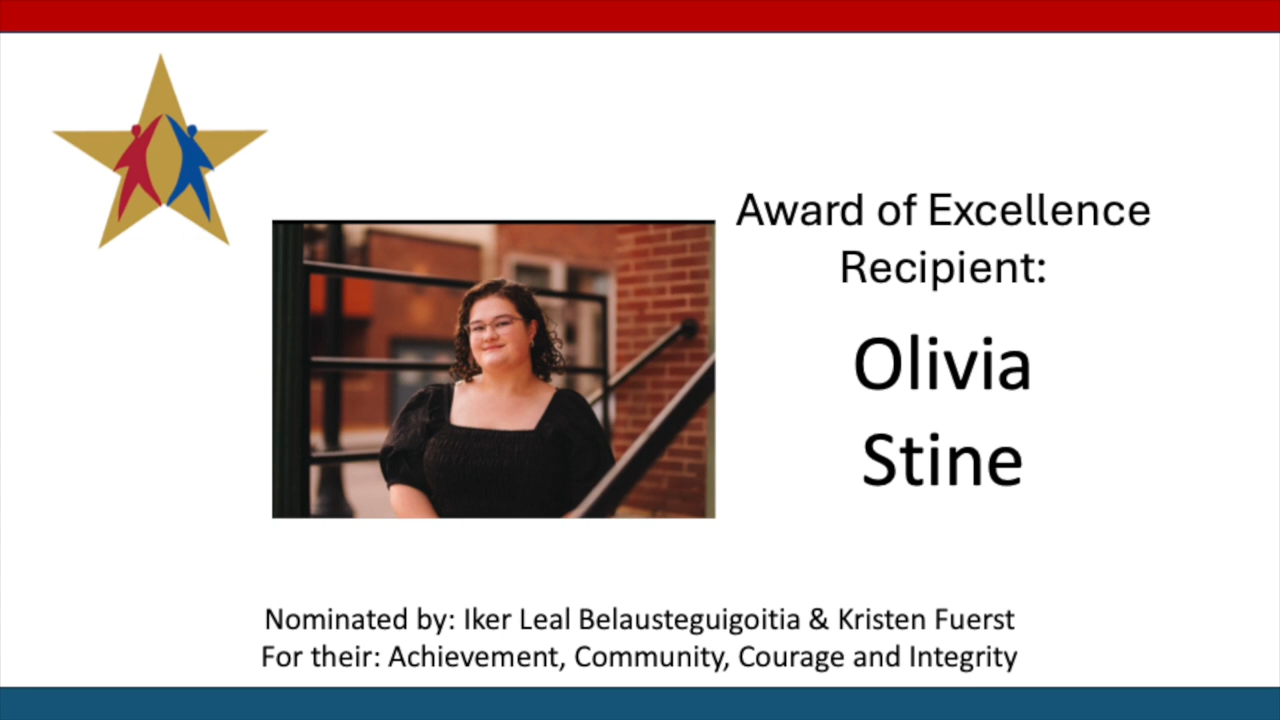 Award of Excellence
Recipient:
Olivia
Stine
Nominated by: Iker Leal Belausteguigoitia & Kristen Fuerst
For their: Achievement, Community, Courage and Integrity